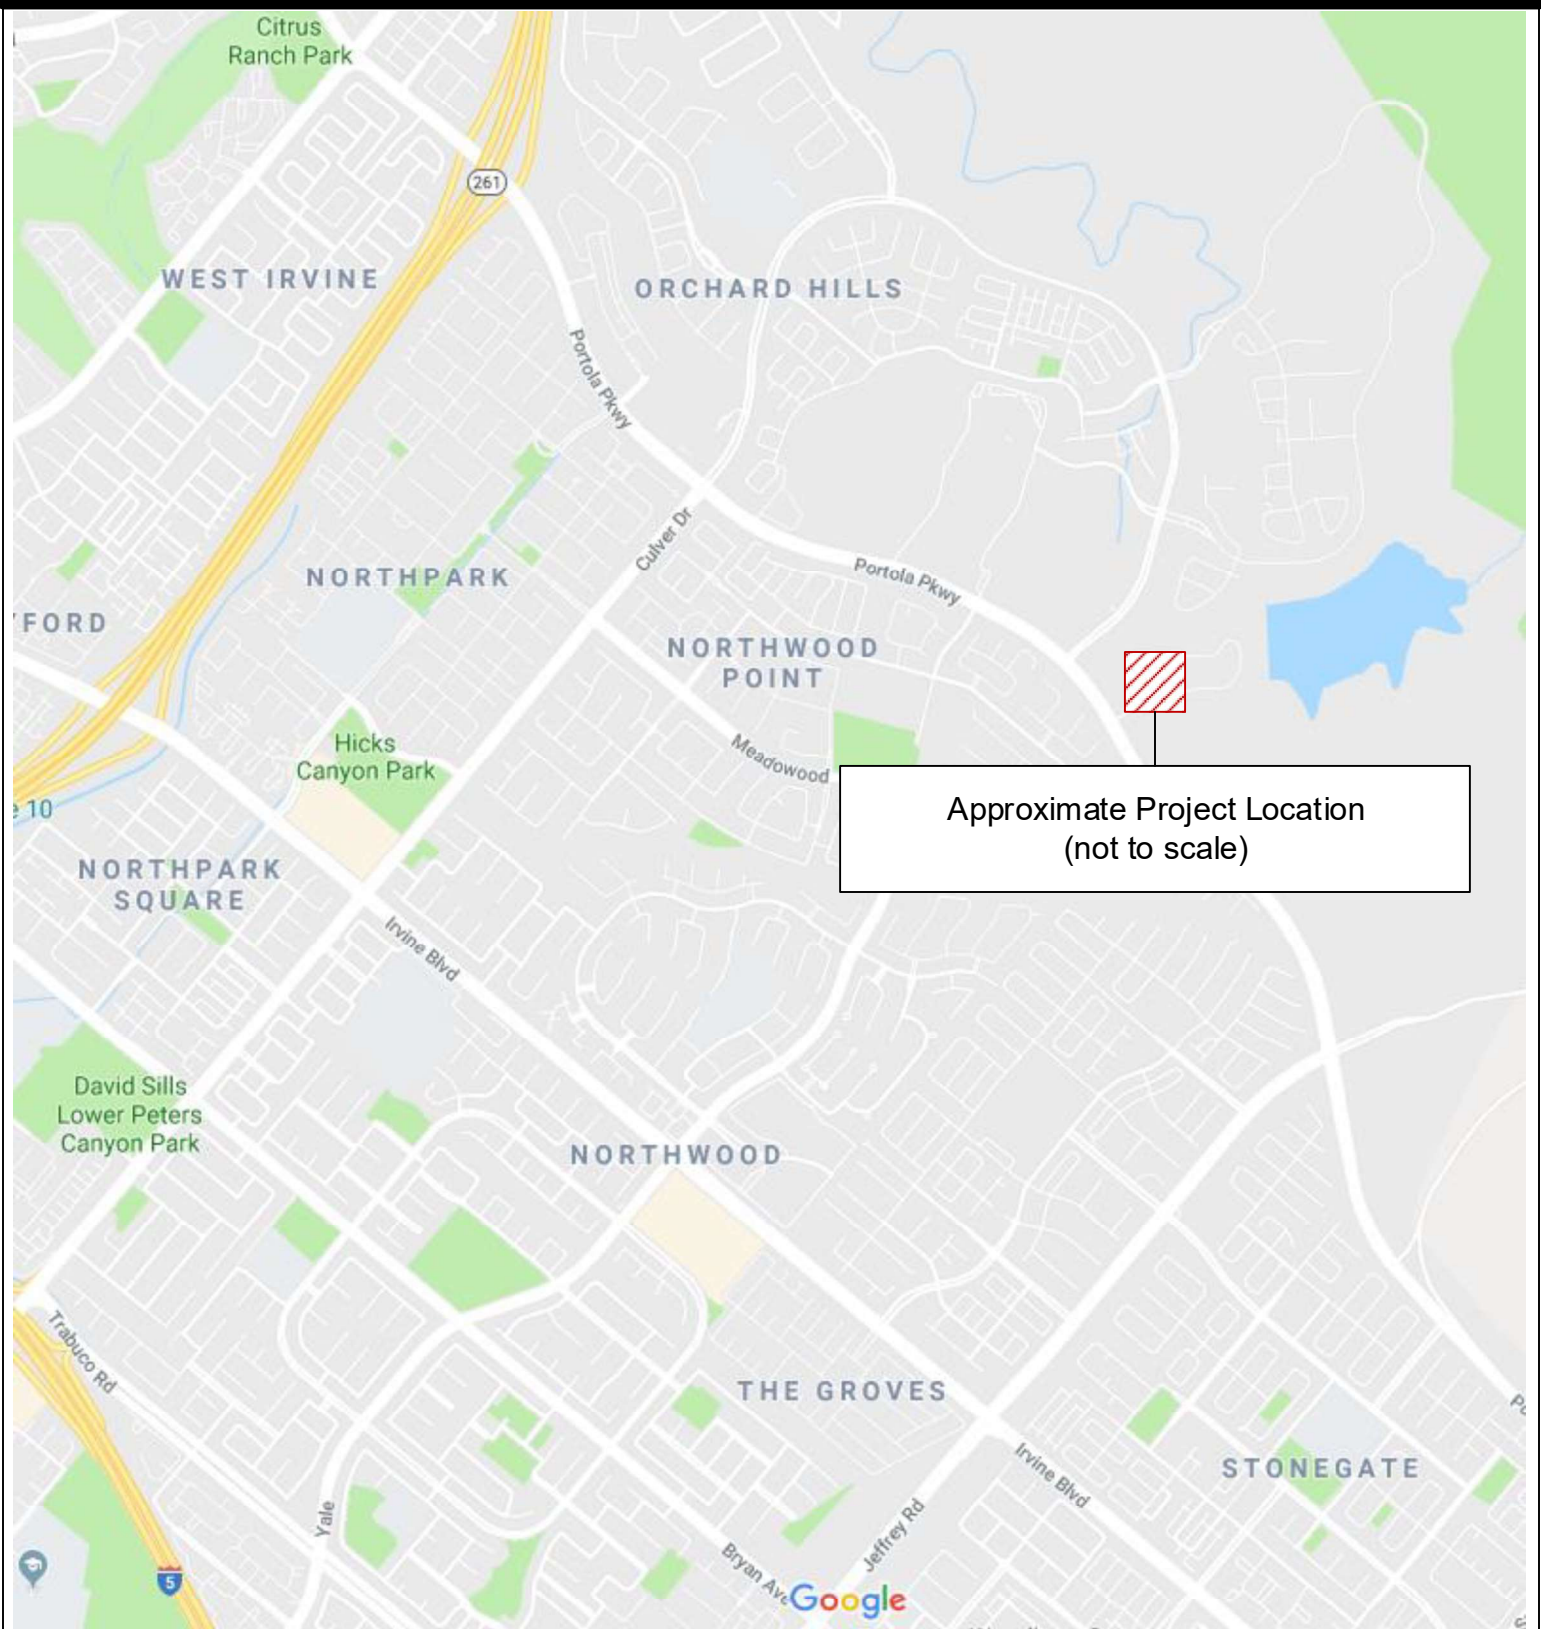 Citrus
Ranch Park
261
WEST IRVINE
ORCHARD HILLS
Portola Pkwy
Culver Dr
Portola Pkwy
NORTHPARK
FORD
NORTHWOOD
POINT
Hicks
Canyon Park
Meadowood
10
Approximate Project Location
(not to scale)
NORTHPARK
SQUARE
Irvine Blvd
David Sills
Lower Peters
Canyon Park
NORTHWOOD
Trabuco Rd
THE GROVES
Irvine Blvd
STONEGATE
Yale
Jeffrey Rd
Bryan Ave
5
Google